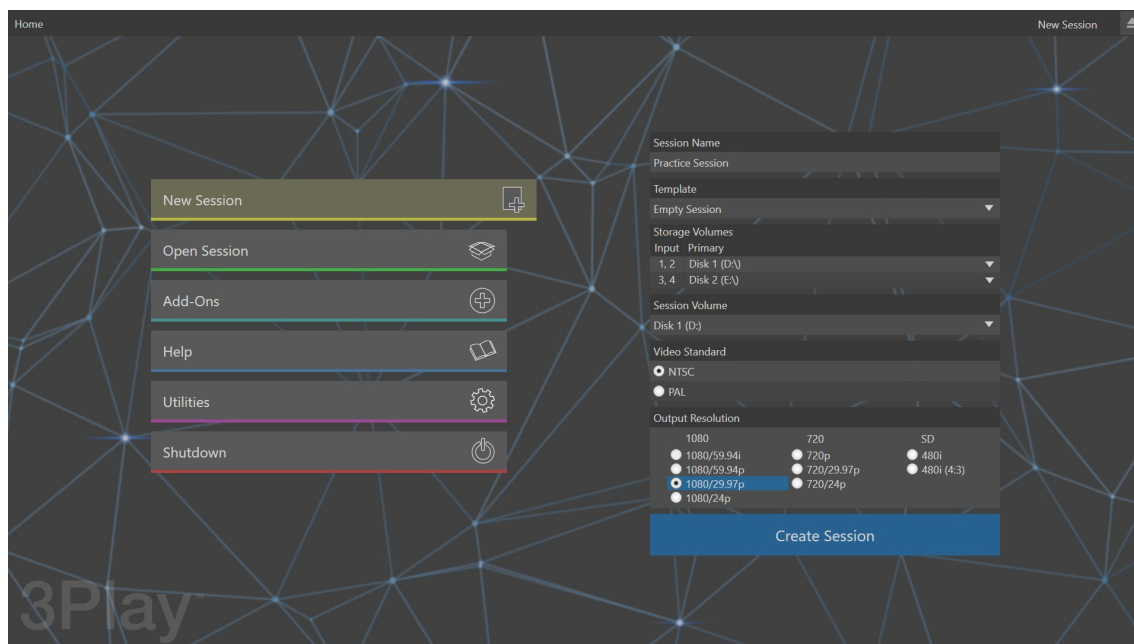 Home
New Session
New Session
Open Session
Add-Ons
Help
Utilities
Shutdown
Session Name
Practice Session
Template
Empty Session
Storage Volumes
Input Primary
1, 2 Disk 1 (D:\)
3, 4 Disk 2 (E:\)
Session Volume
Disk 1 (D:)
Video Standard
NTSC
PAL
Output Resolution
1080 720 SD
1080/59.94i 720p 480i
1080/59.94p 720/29.97p 480i (4:3)
1080/29.97p 720/24p
1080/24p
Create Session
3Play™